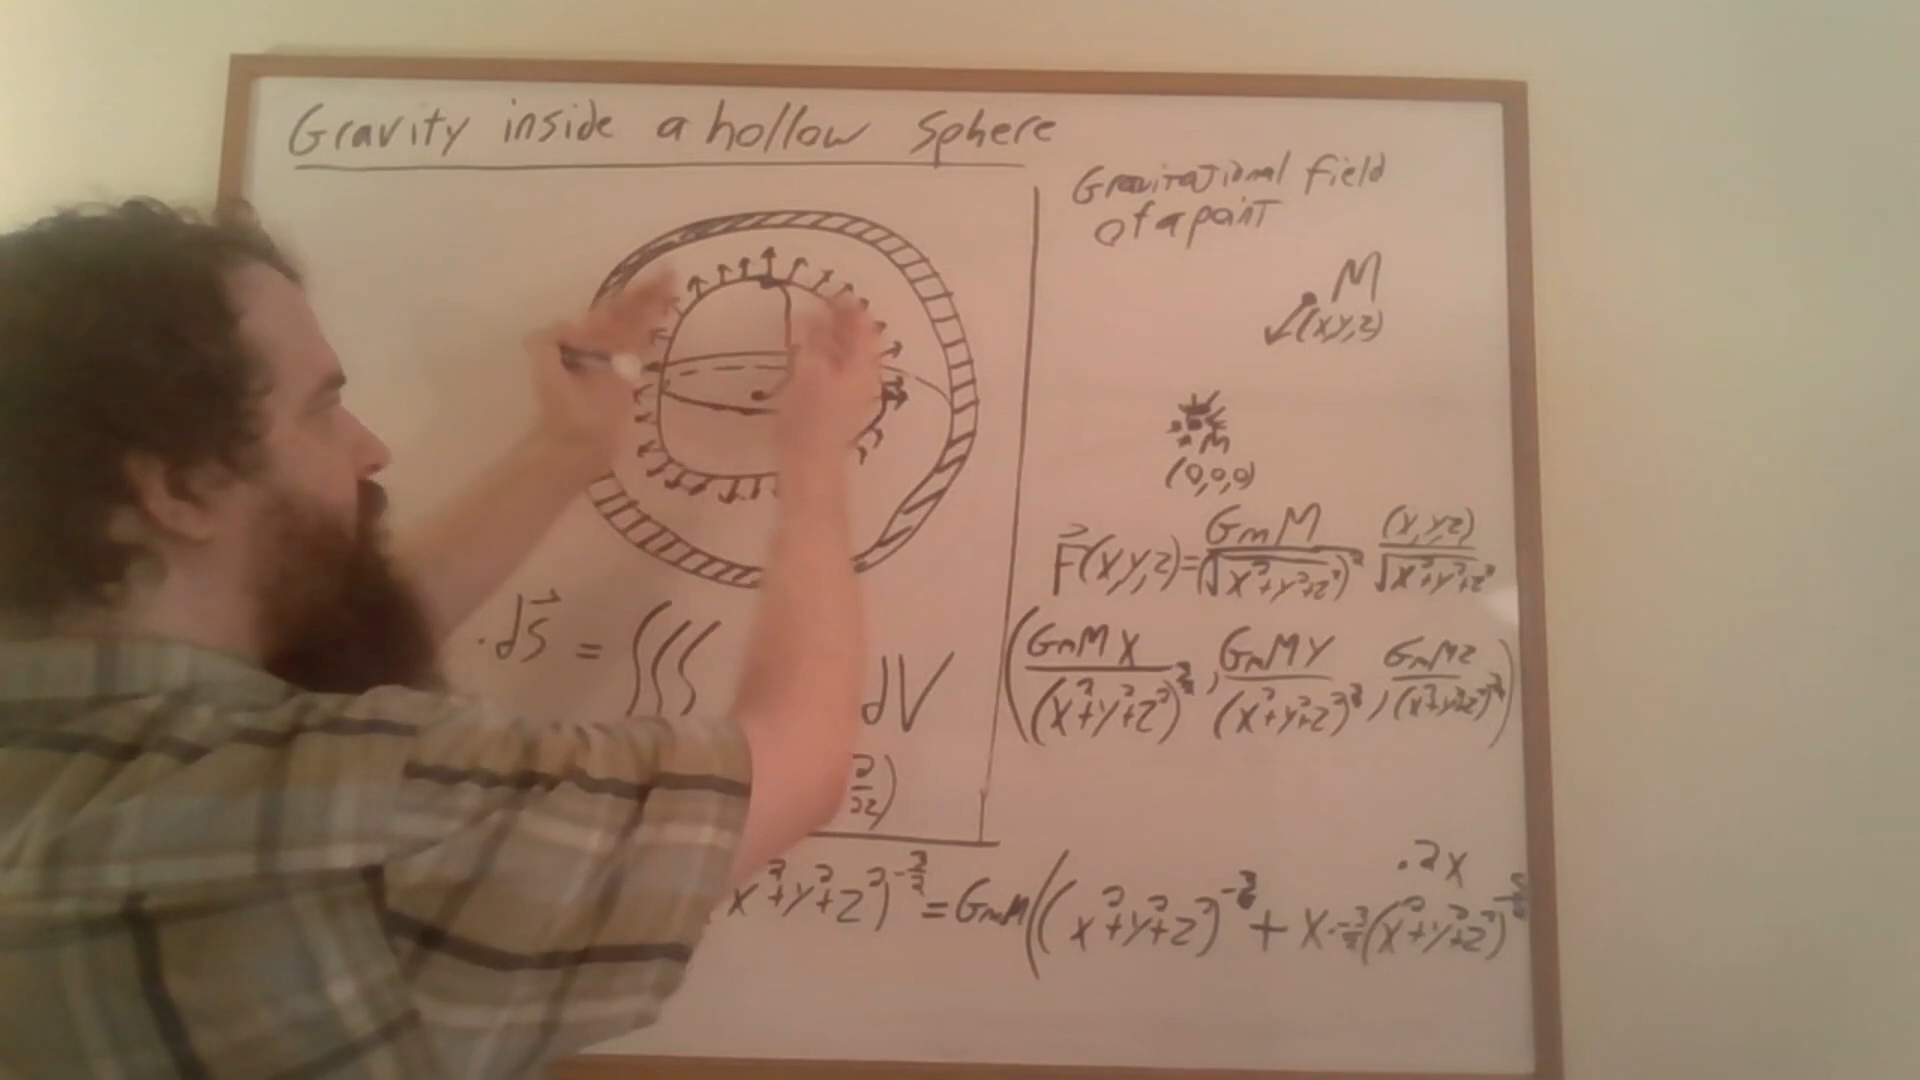 Gravity inside a hollow sphere
Gravitational field
of a point
M
(x,y,z)
m
(0,0,0)
F⃗(x,y,z)= GmM/(√x²+y²+z²)² (x,y,z)/√x²+y²+z²
(GmMx/(x²+y²+z²)^3/2, GmMy/(x²+y²+z²)^3/2, GmMz/(x²+y²+z²)^3/2)
·dS⃗ = ∫∫∫ dV
∂/∂z)
x²+y²+z²)^-3/2 = GmM((x²+y²+z²)^-3/2 + x·-3/2(x²+y²+z²)^-5/2 ·2x